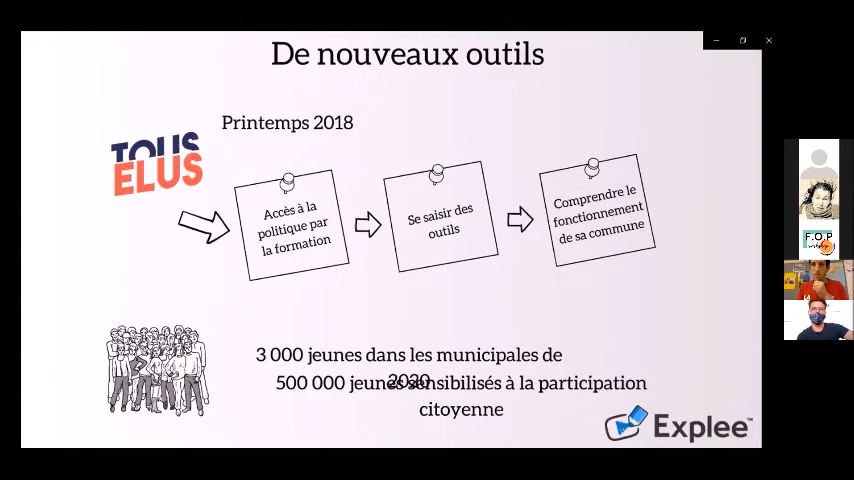 De nouveaux outils
Printemps 2018
TOUS
ELUS
Accès à la
politique par
la formation
Se saisir des
outils
Comprendre le
fonctionnement
de sa commune
3 000 jeunes dans les municipales de
2020
500 000 jeunes sensibilisés à la participation
citoyenne
Explee™
F.O.P